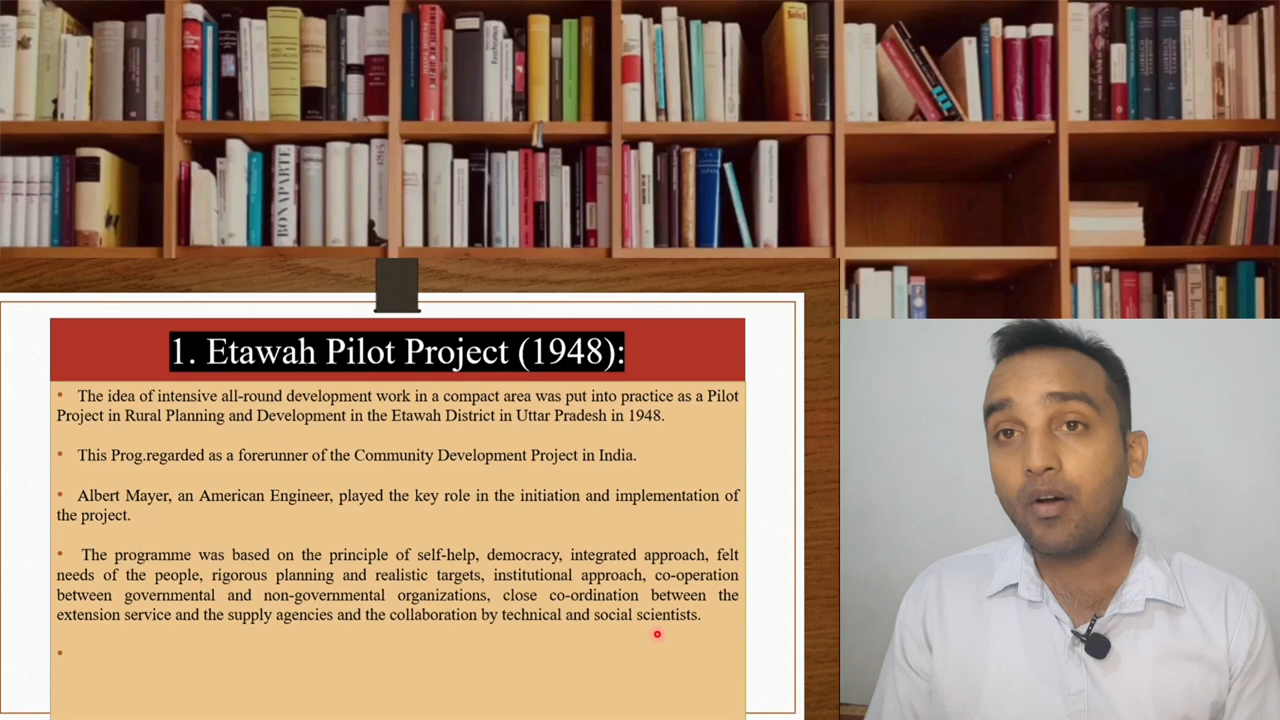 BONAPARTE
1. Etawah Pilot Project (1948):
• The idea of intensive all-round development work in a compact area was put into practice as a Pilot
Project in Rural Planning and Development in the Etawah District in Uttar Pradesh in 1948.
• This Prog.regarded as a forerunner of the Community Development Project in India.
• Albert Mayer, an American Engineer, played the key role in the initiation and implementation of
the project.
• The programme was based on the principle of self-help, democracy, integrated approach, felt
needs of the people, rigorous planning and realistic targets, institutional approach, co-operation
between governmental and non-governmental organizations, close co-ordination between the
extension service and the supply agencies and the collaboration by technical and social scientists.
•